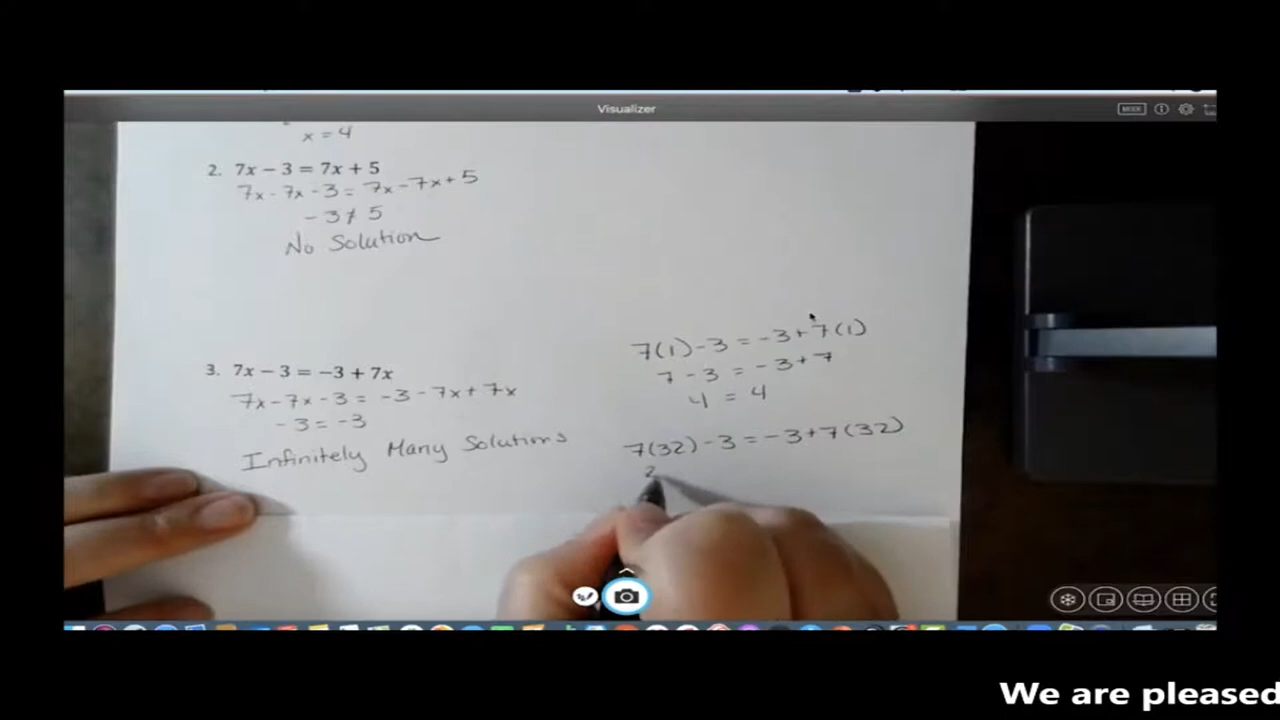 Visualizer
MODE
x = 4
2. 7x − 3 = 7x + 5
7x - 7x - 3 = 7x - 7x + 5
- 3 ≠ 5
No Solution
3. 7x − 3 = −3 + 7x
7x - 7x - 3 = -3 - 7x + 7x
- 3 = -3
Infinitely Many Solutions
7(1) - 3 = -3 + 7(1)
7 - 3 = -3 + 7
4 = 4
7(32) - 3 = -3 + 7(32)
2
We are pleased